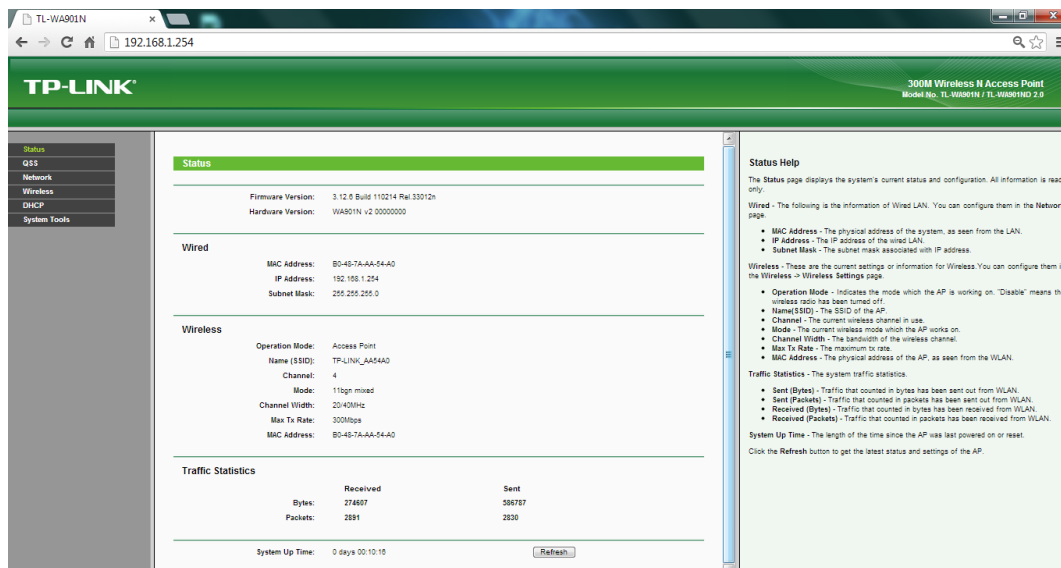 TL-WA901N
192.168.1.254
TP-LINK®
300M Wireless N Access Point
Model No. TL-WA901N / TL-WA901ND 2.0
Status
QSS
Network
Wireless
DHCP
System Tools
Status
Firmware Version: 3.12.6 Build 110214 Rel.33012n
Hardware Version: WA901N v2 00000000
Wired
MAC Address: B0-48-7A-AA-54-A0
IP Address: 192.168.1.254
Subnet Mask: 255.255.255.0
Wireless
Operation Mode: Access Point
Name (SSID): TP-LINK_AA54A0
Channel: 4
Mode: 11bgn mixed
Channel Width: 20/40MHz
Max Tx Rate: 300Mbps
MAC Address: B0-48-7A-AA-54-A0
Traffic Statistics
Received Sent
Bytes: 274607 586787
Packets: 2891 2830
System Up Time: 0 days 00:10:16 Refresh
Status Help
The Status page displays the system's current status and configuration. All information is read
only.
Wired - The following is the information of Wired LAN. You can configure them in the Networ
page.
• MAC Address - The physical address of the system, as seen from the LAN.
• IP Address - The IP address of the wired LAN.
• Subnet Mask - The subnet mask associated with IP address.
Wireless - These are the current settings or information for Wireless.You can configure them i
the Wireless -> Wireless Settings page.
• Operation Mode - Indicates the mode which the AP is working on. "Disable" means th
wireless radio has been turned off.
• Name(SSID) - The SSID of the AP.
• Channel - The current wireless channel in use.
• Mode - The current wireless mode which the AP works on.
• Channel Width - The bandwidth of the wireless channel.
• Max Tx Rate - The maximum tx rate.
• MAC Address - The physical address of the AP, as seen from the WLAN.
Traffic Statistics - The system traffic statistics.
• Sent (Bytes) - Traffic that counted in bytes has been sent out from WLAN.
• Sent (Packets) - Traffic that counted in packets has been sent out from WLAN.
• Received (Bytes) - Traffic that counted in bytes has been received from WLAN.
• Received (Packets) - Traffic that counted in packets has been received from WLAN.
System Up Time - The length of the time since the AP was last powered on or reset.
Click the Refresh button to get the latest status and settings of the AP.